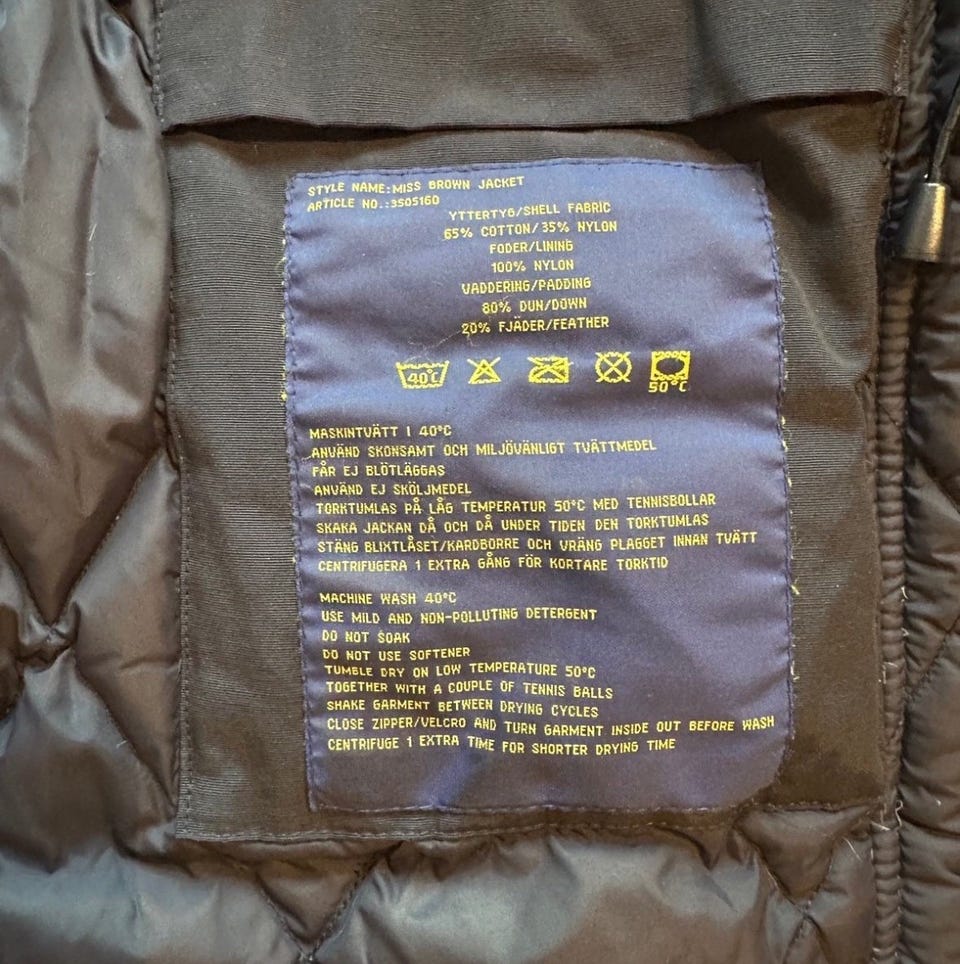 STYLE NAME:MISS BROWN JACKET
ARTICLE NO.:3505160
YTTERTYG/SHELL FABRIC
65% COTTON/35% NYLON
FODER/LINING
100% NYLON
VADDERING/PADDING
80% DUN/DOWN
20% FJÄDER/FEATHER
40°C
50°C
MASKINTVÄTT I 40°C
ANVÄND SKONSAMT OCH MILJÖVÄNLIGT TVÄTTMEDEL
FÅR EJ BLÖTLÄGGAS
ANVÄND EJ SKÖLJMEDEL
TORKTUMLAS PÅ LÅG TEMPERATUR 50°C MED TENNISBOLLAR
SKAKA JACKAN DÅ OCH DÅ UNDER TIDEN DEN TORKTUMLAS
STÄNG BLIXTLÅSET/KARDBORRE OCH VRÄNG PLAGGET INNAN TVÄTT
CENTRIFUGERA 1 EXTRA GÅNG FÖR KORTARE TORKTID
MACHINE WASH 40°C
USE MILD AND NON-POLLUTING DETERGENT
DO NOT SOAK
DO NOT USE SOFTENER
TUMBLE DRY ON LOW TEMPERATURE 50°C
TOGETHER WITH A COUPLE OF TENNIS BALLS
SHAKE GARMENT BETWEEN DRYING CYCLES
CLOSE ZIPPER/VELCRO AND TURN GARMENT INSIDE OUT BEFORE WASH
CENTRIFUGE 1 EXTRA TIME FOR SHORTER DRYING TIME